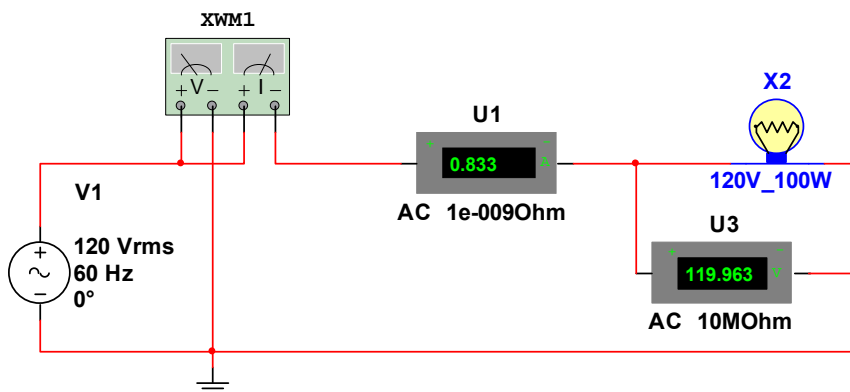 XWM1
V
I
+
−
+
−
U1
+
−
0.833
A
AC 1e-009Ohm
X2
120V_100W
V1
+
−
120 Vrms
60 Hz
0°
U3
+
−
119.963
V
AC 10MOhm